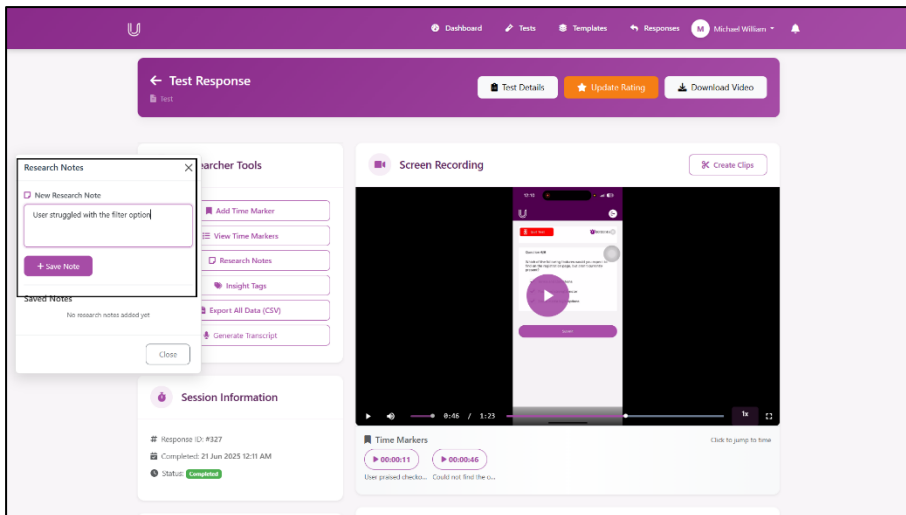 Dashboard
Tests
Templates
Responses
M
Michael William
Test Response
Test
Test Details
Update Rating
Download Video
Research Notes
New Research Note
User struggled with the filter option
+ Save Note
Saved Notes
No research notes added yet
Close
archer Tools
Add Time Marker
View Time Markers
Research Notes
Insight Tags
Export All Data (CSV)
Generate Transcript
Session Information
# Response ID: #327
Completed: 21 Jun 2025 12:11 AM
Status: Completed
Screen Recording
Create Clips
0:46 / 1:23
1x
Time Markers
Click to jump to time
00:00:11
00:00:46
User praised checko...
Could not find the o...